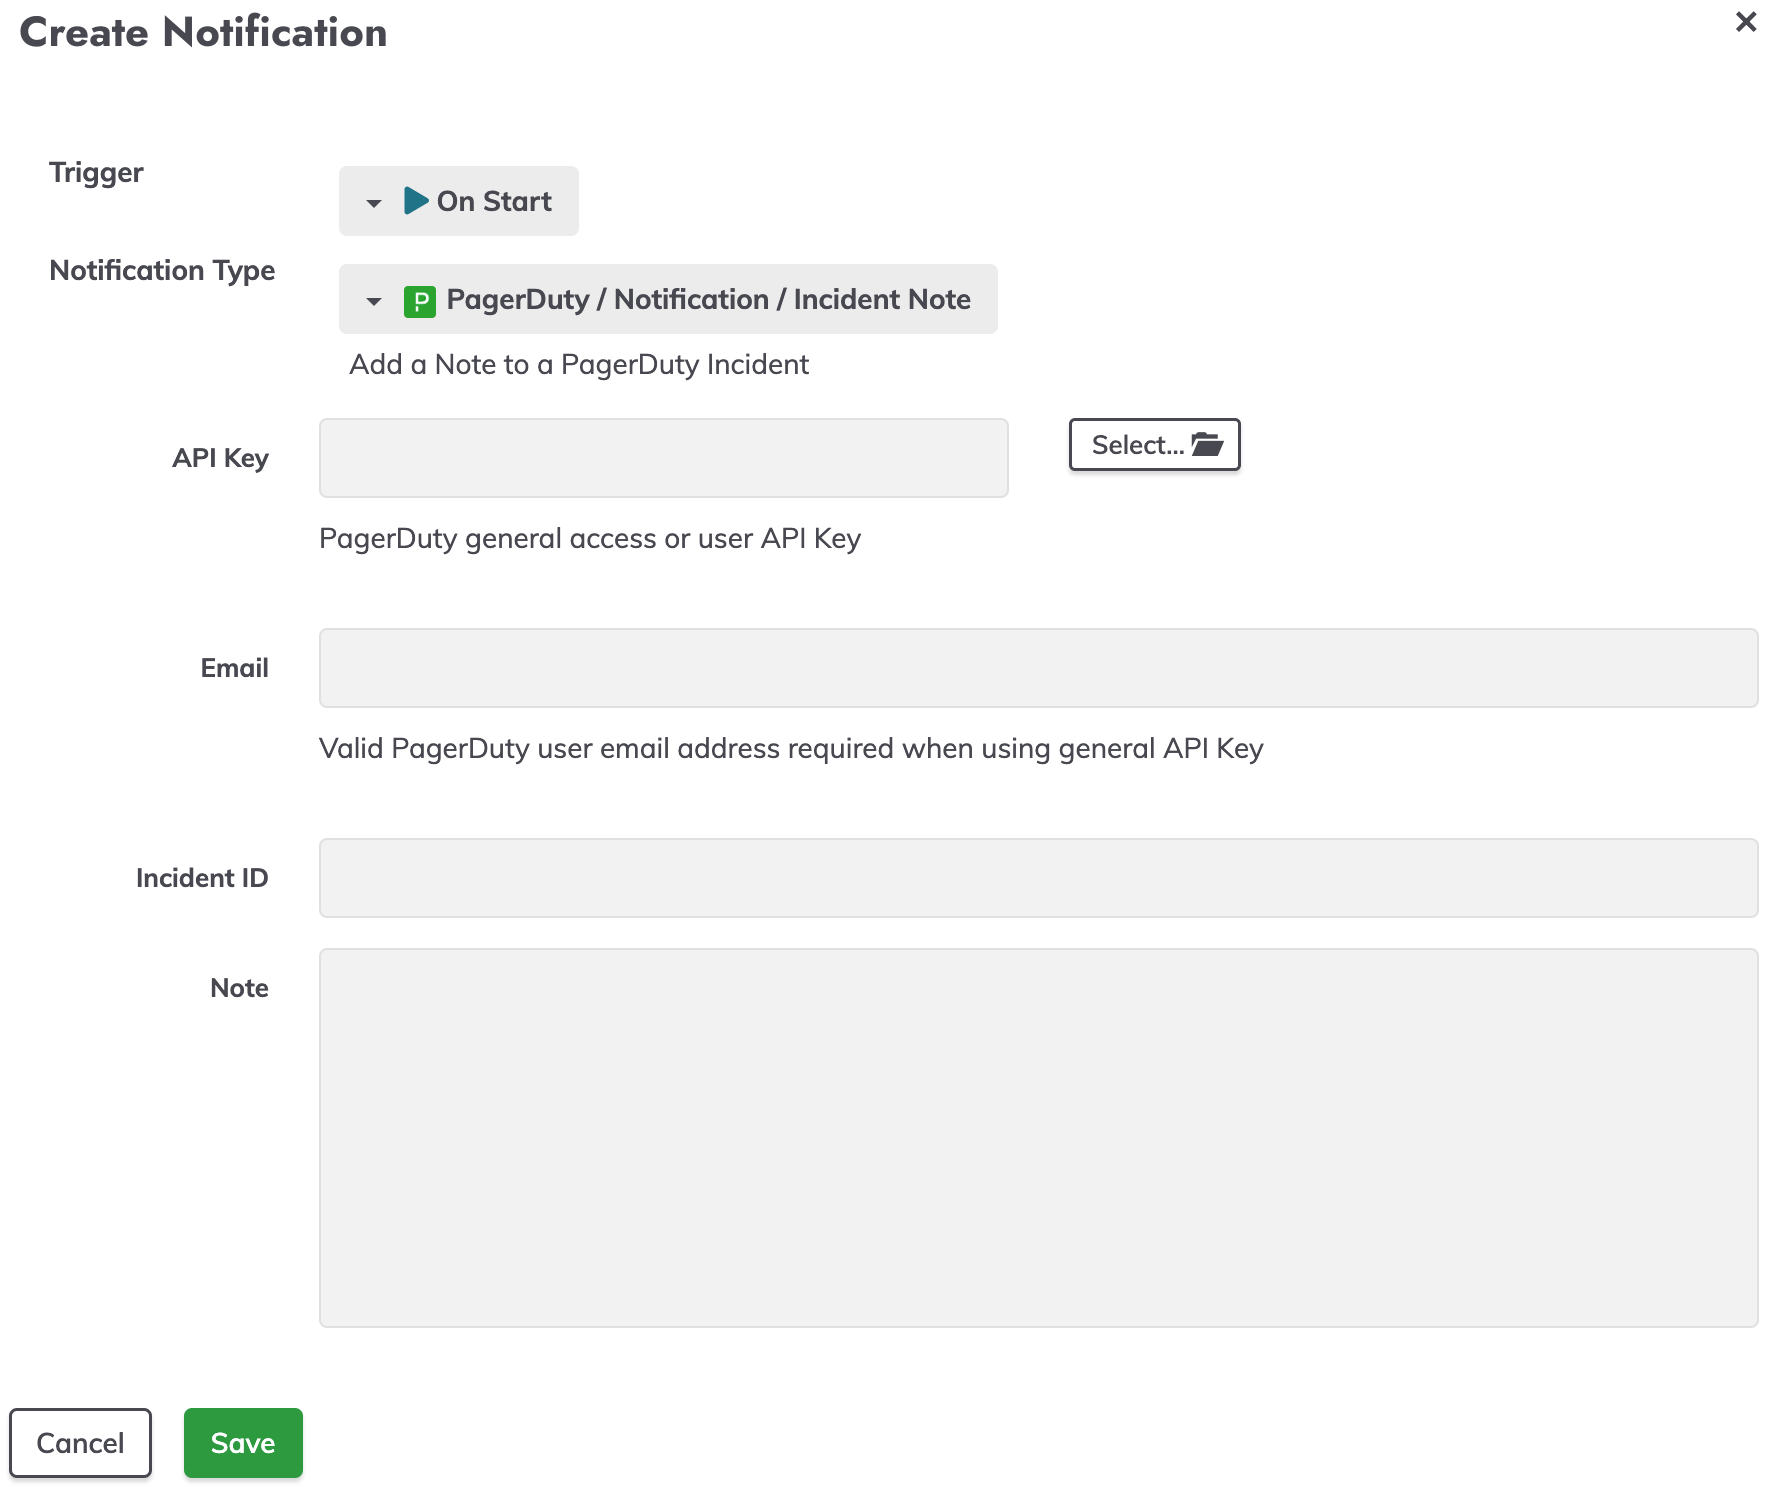 Create Notification
Trigger
On Start
Notification Type
PagerDuty / Notification / Incident Note
Add a Note to a PagerDuty Incident
API Key
Select...
PagerDuty general access or user API Key
Email
Valid PagerDuty user email address required when using general API Key
Incident ID
Note
Cancel
Save